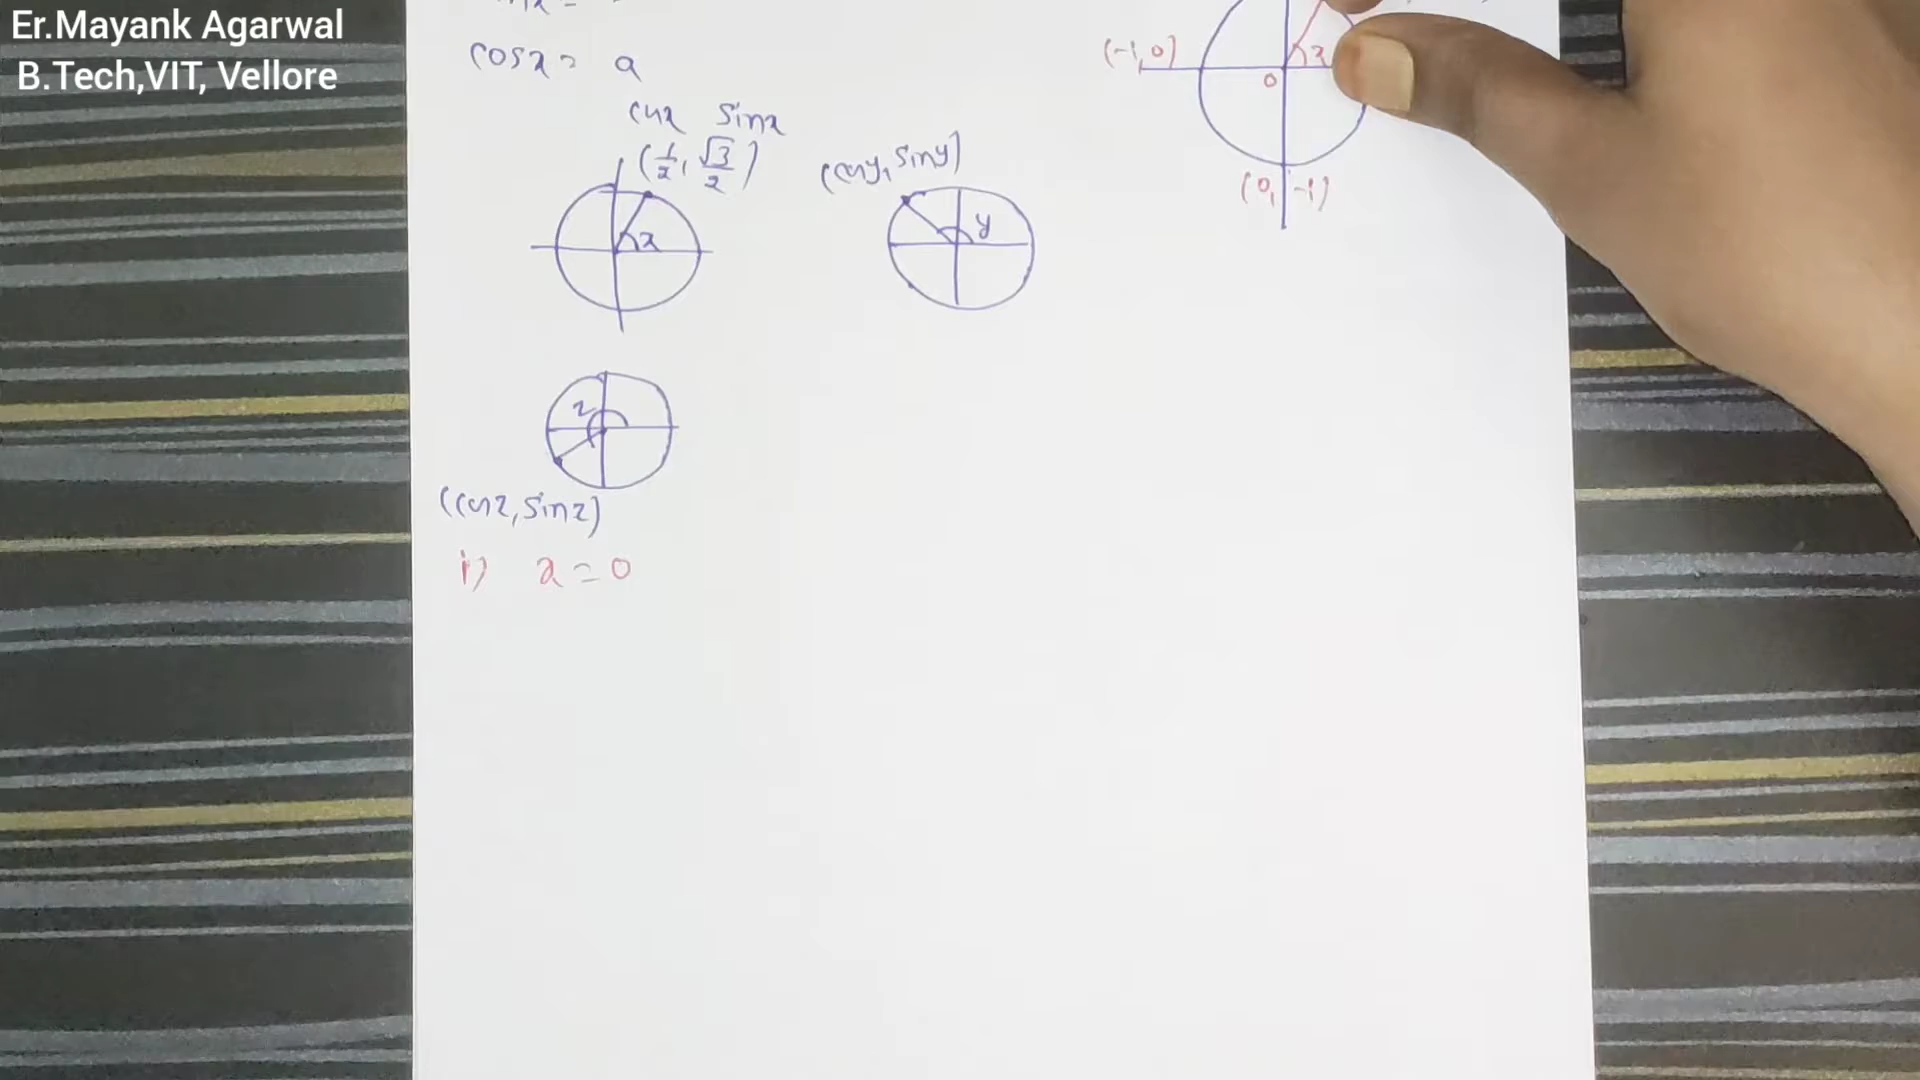 Er.Mayank Agarwal
B.Tech,VIT, Vellore
cosx = a
(-1,0)
x
0
(0,-1)
cosx sinx
(1/2, √3/2)
x
(cosy, siny)
y
z
(cosz, sinz)
i) x = 0